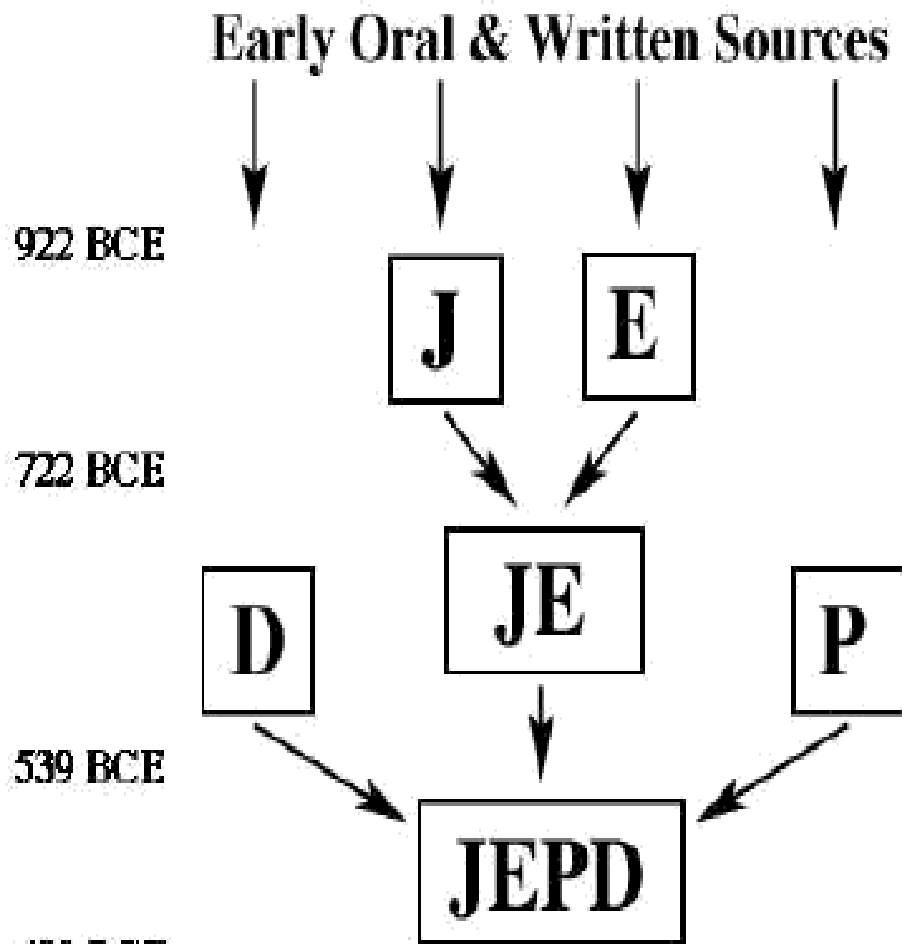 Early Oral & Written Sources
922 BCE
J E
722 BCE
JE
D P
539 BCE
JEPD